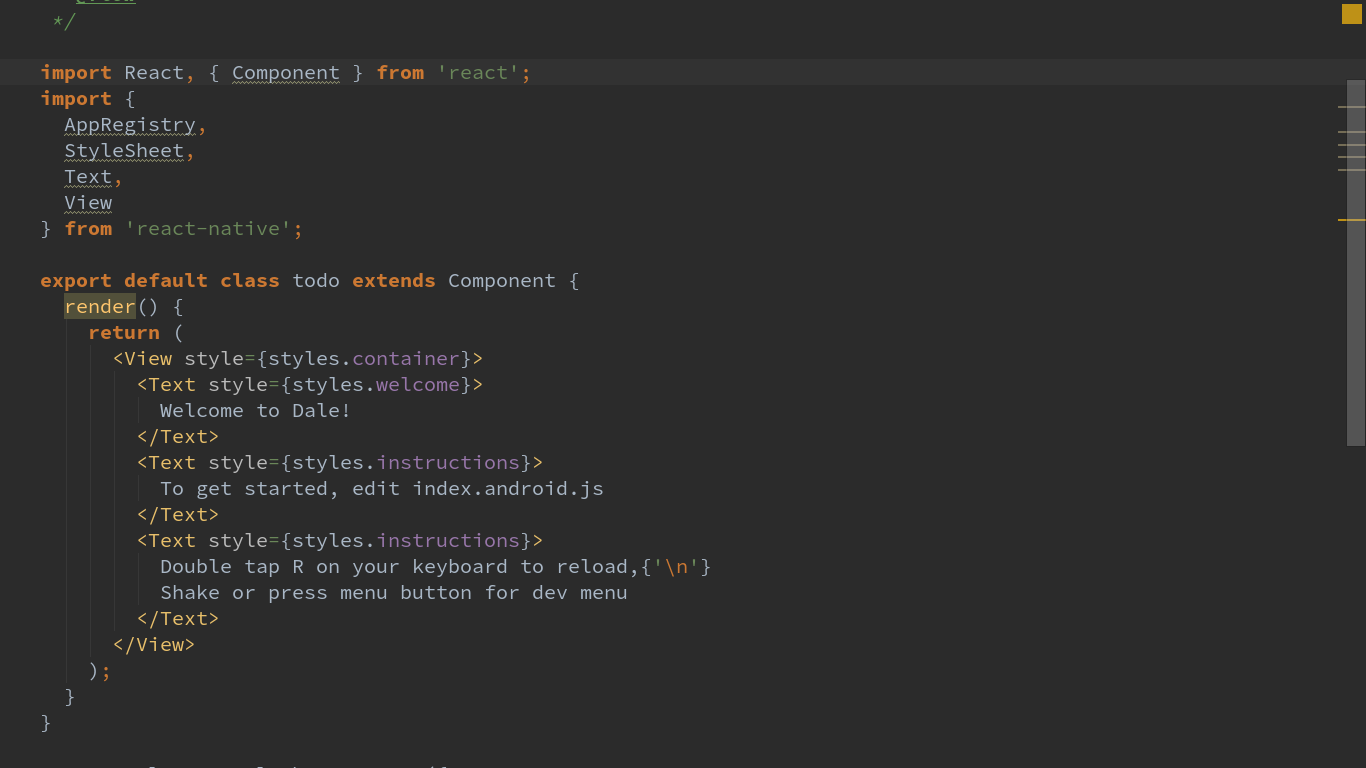 */
import React, { Component } from 'react';
import {
  AppRegistry,
  StyleSheet,
  Text,
  View
} from 'react-native';
export default class todo extends Component {
  render() {
    return (
      <View style={styles.container}>
        <Text style={styles.welcome}>
          Welcome to Dale!
        </Text>
        <Text style={styles.instructions}>
          To get started, edit index.android.js
        </Text>
        <Text style={styles.instructions}>
          Double tap R on your keyboard to reload,{'\n'}
          Shake or press menu button for dev menu
        </Text>
      </View>
    );
  }
}